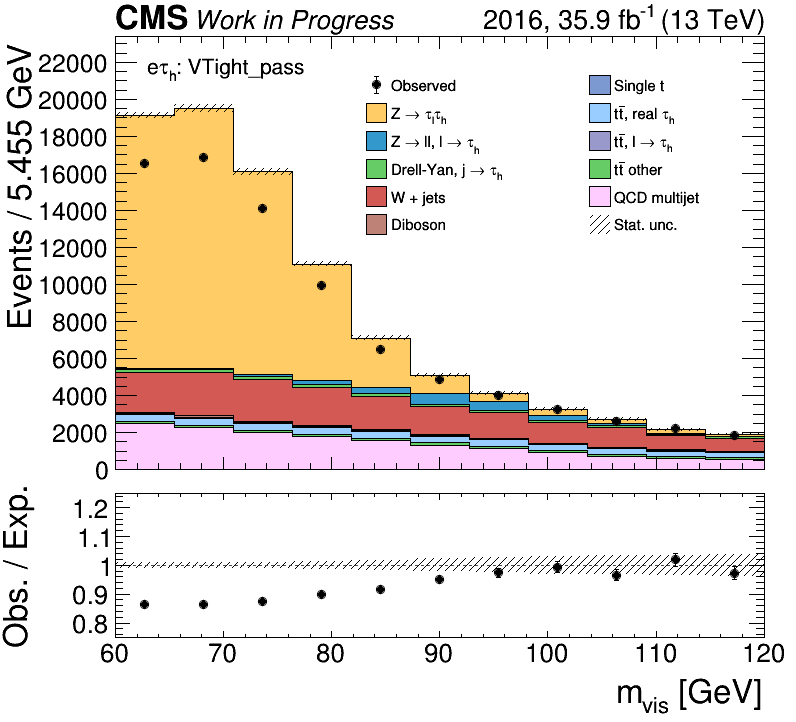 CMS Work in Progress 2016, 35.9 fb⁻¹ (13 TeV)
Events / 5.455 GeV
eτₕ: VTight_pass
Observed
Z → τₗτₕ
Z → ll, l → τₕ
Drell-Yan, j → τₕ
W + jets
Diboson
Single t
tt̄, real τₕ
tt̄, l → τₕ
tt̄ other
QCD multijet
Stat. unc.
22000
20000
18000
16000
14000
12000
10000
8000
6000
4000
2000
0
Obs. / Exp.
1.2
1.1
1
0.9
0.8
60 70 80 90 100 110 120
m_vis [GeV]